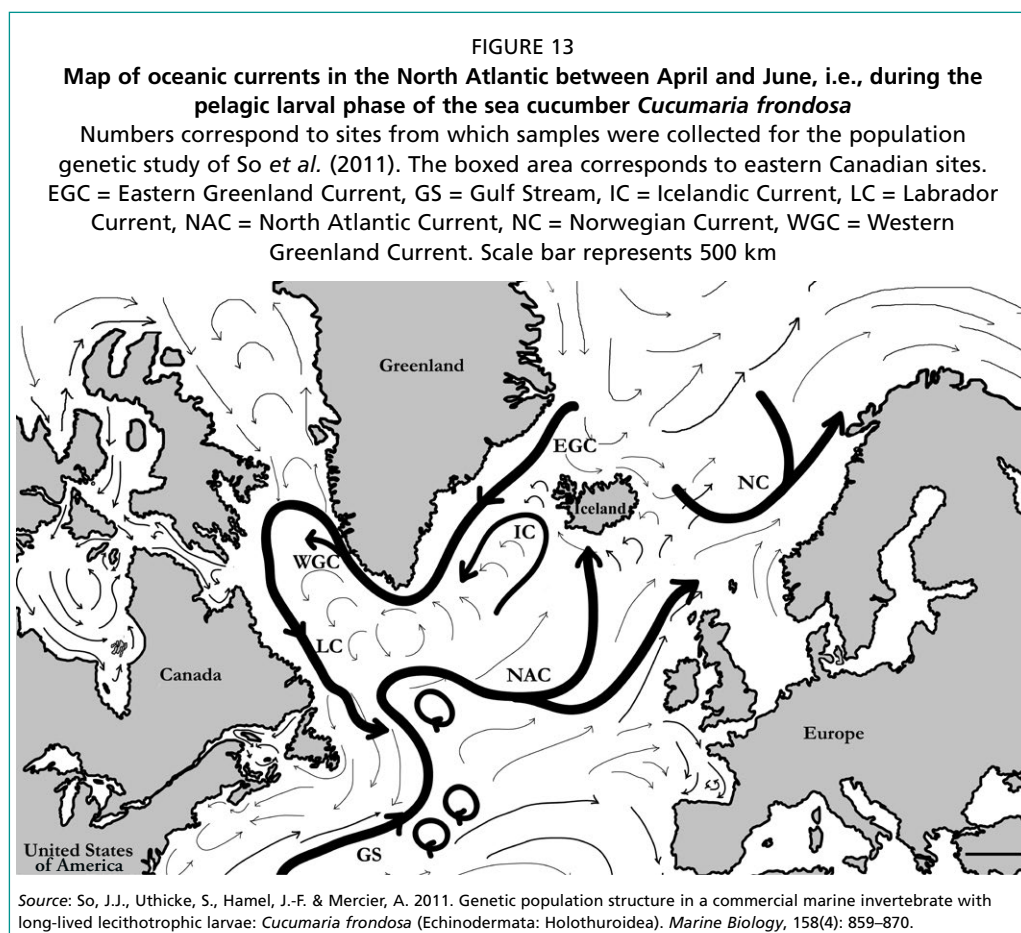 FIGURE 13
Map of oceanic currents in the North Atlantic between April and June, i.e., during the
pelagic larval phase of the sea cucumber Cucumaria frondosa
Numbers correspond to sites from which samples were collected for the population
genetic study of So et al. (2011). The boxed area corresponds to eastern Canadian sites.
EGC = Eastern Greenland Current, GS = Gulf Stream, IC = Icelandic Current, LC = Labrador
Current, NAC = North Atlantic Current, NC = Norwegian Current, WGC = Western
Greenland Current. Scale bar represents 500 km
Greenland
EGC
NC
Iceland
IC
WGC
LC
Canada
NAC
Europe
United States
of America
GS
Source: So, J.J., Uthicke, S., Hamel, J.-F. & Mercier, A. 2011. Genetic population structure in a commercial marine invertebrate with
long-lived lecithotrophic larvae: Cucumaria frondosa (Echinodermata: Holothuroidea). Marine Biology, 158(4): 859–870.